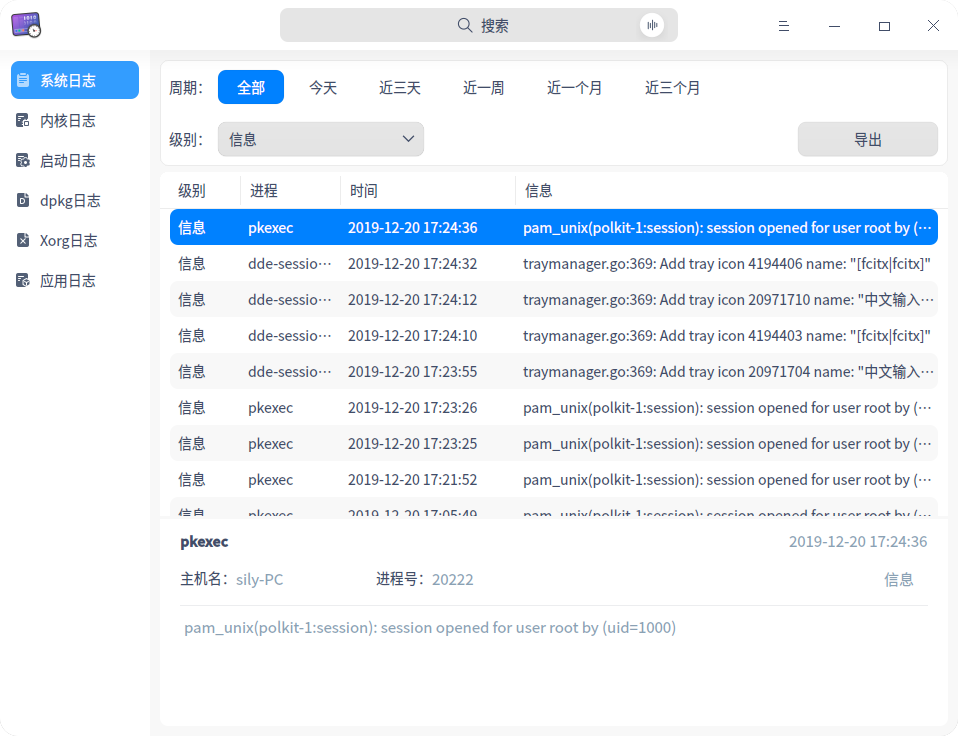 搜索
系统日志
内核日志
启动日志
dpkg日志
Xorg日志
应用日志
周期： 全部 今天 近三天 近一周 近一个月 近三个月
级别： 信息 导出
级别 进程 时间 信息
信息 pkexec 2019-12-20 17:24:36 pam_unix(polkit-1:session): session opened for user root by (···
信息 dde-sessio··· 2019-12-20 17:24:32 traymanager.go:369: Add tray icon 4194406 name: "[fcitx|fcitx]"
信息 dde-sessio··· 2019-12-20 17:24:12 traymanager.go:369: Add tray icon 20971710 name: "中文输入···
信息 dde-sessio··· 2019-12-20 17:24:10 traymanager.go:369: Add tray icon 4194403 name: "[fcitx|fcitx]"
信息 dde-sessio··· 2019-12-20 17:23:55 traymanager.go:369: Add tray icon 20971704 name: "中文输入···
信息 pkexec 2019-12-20 17:23:26 pam_unix(polkit-1:session): session opened for user root by (···
信息 pkexec 2019-12-20 17:23:25 pam_unix(polkit-1:session): session opened for user root by (···
信息 pkexec 2019-12-20 17:21:52 pam_unix(polkit-1:session): session opened for user root by (···
信息 pkexec 2019-12-20 17:05:49 pam_unix(polkit-1:session): session opened for user root by (···
pkexec 2019-12-20 17:24:36
主机名： sily-PC 进程号： 20222 信息
pam_unix(polkit-1:session): session opened for user root by (uid=1000)